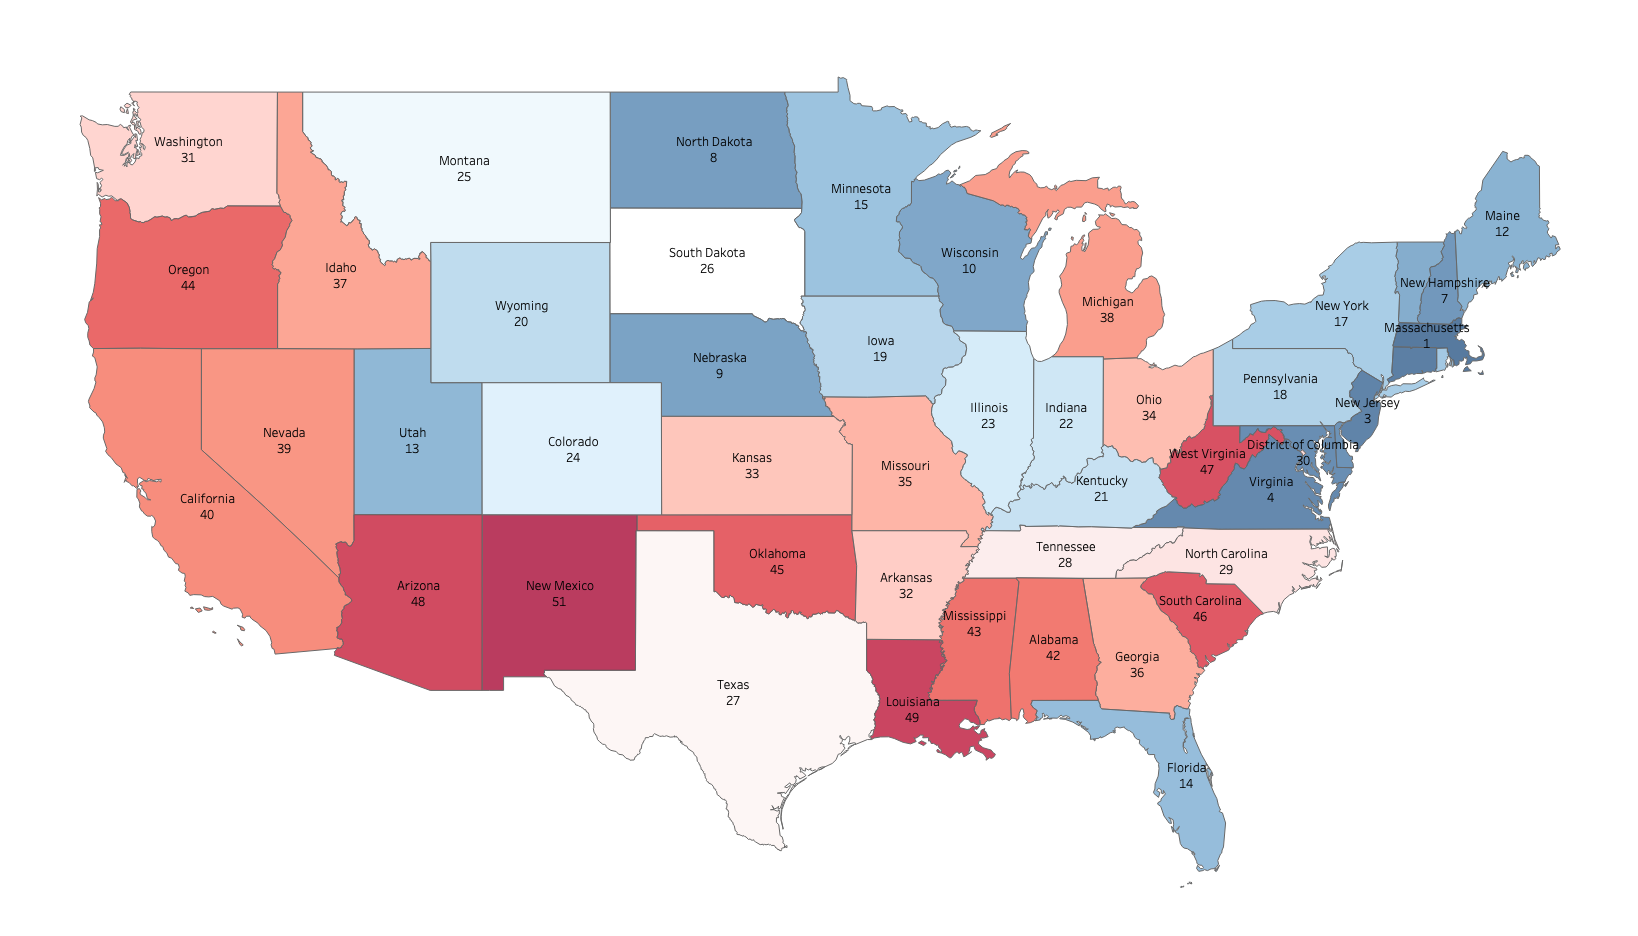 Washington
31
Montana
25
North Dakota
8
Minnesota
15
Maine
12
Oregon
44
Idaho
37
South Dakota
26
Wisconsin
10
New Hampshire
7
Wyoming
20
Michigan
38
New York
17
Massachusetts
1
Iowa
19
Nebraska
9
Pennsylvania
18
New Jersey
3
Nevada
39
Utah
13
Colorado
24
Illinois
23
Indiana
22
Ohio
34
District of Columbia
30
West Virginia
47
Kansas
33
Missouri
35
Kentucky
21
Virginia
4
California
40
Tennessee
28
North Carolina
29
Oklahoma
45
Arkansas
32
Arizona
48
New Mexico
51
South Carolina
46
Mississippi
43
Alabama
42
Georgia
36
Texas
27
Louisiana
49
Florida
14